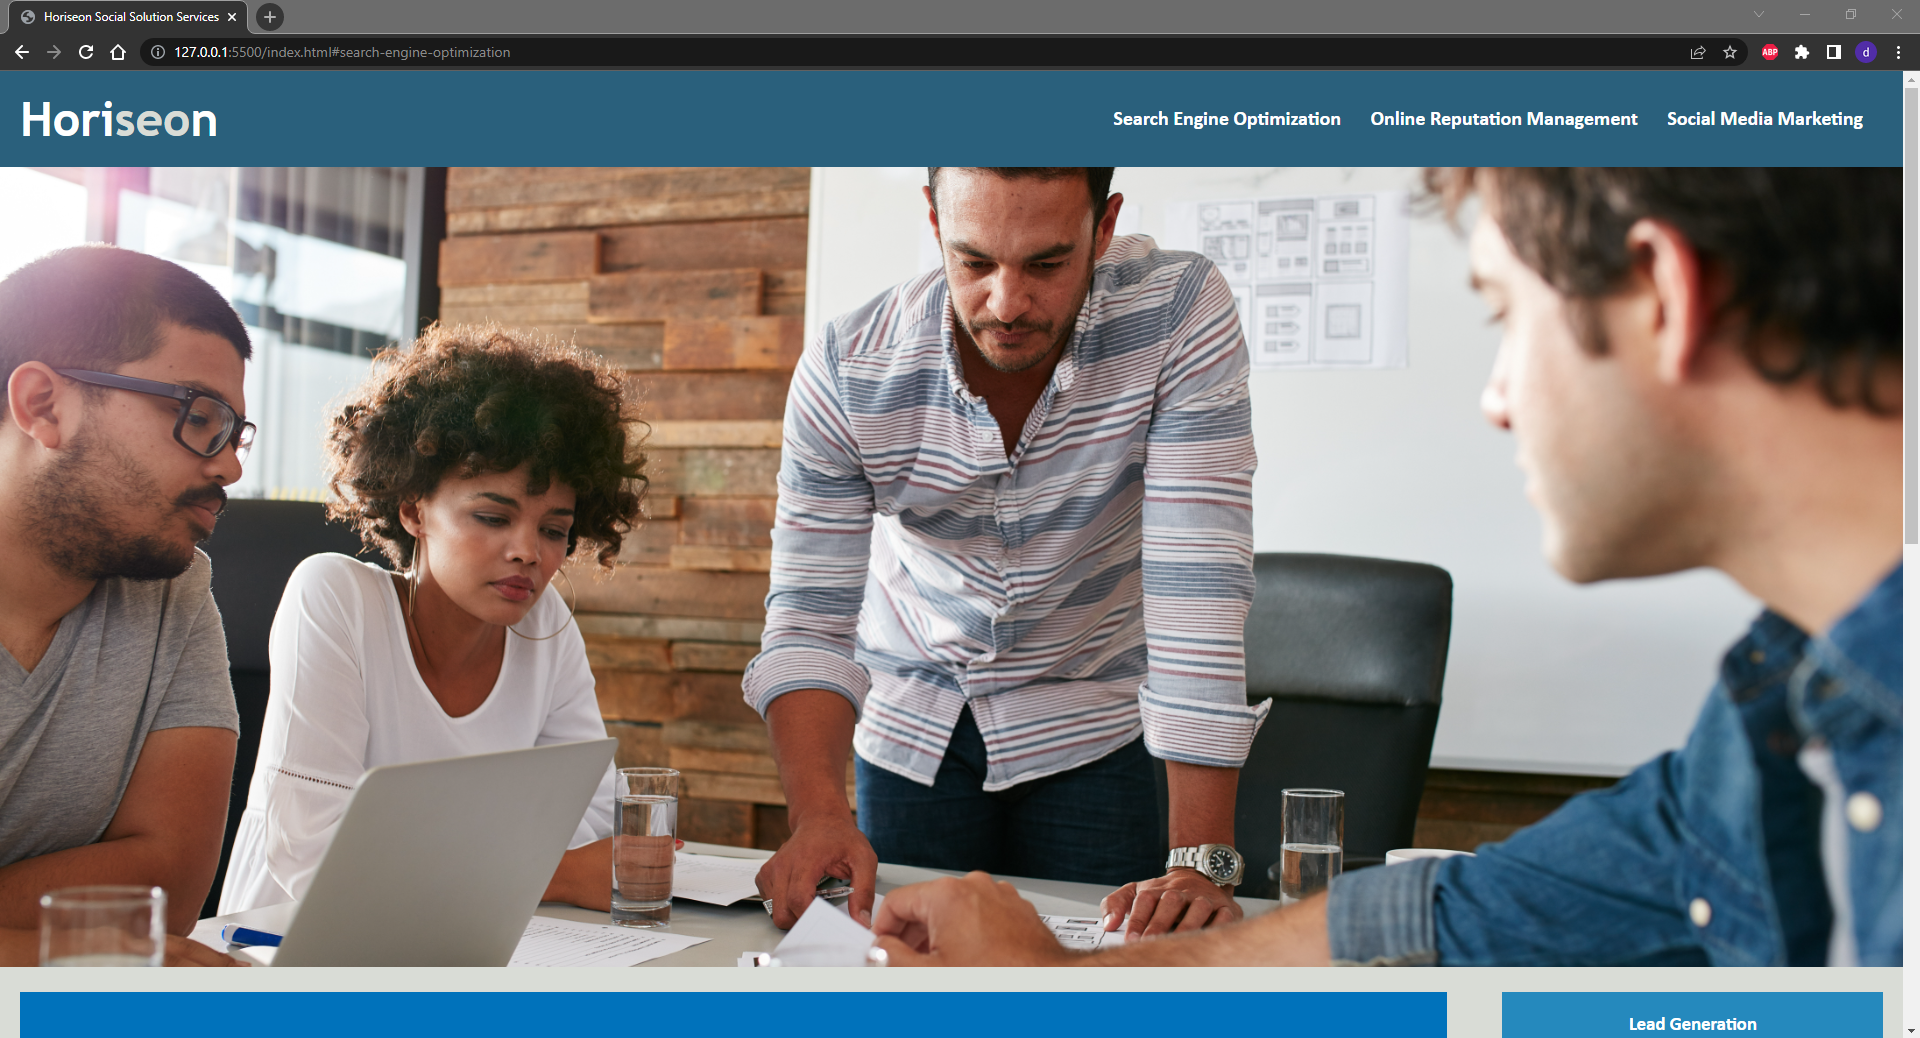 Horiseon Social Solution Services
127.0.0.1:5500/index.html#search-engine-optimization
ABP
d
Horiseon
Search Engine Optimization
Online Reputation Management
Social Media Marketing
Lead Generation